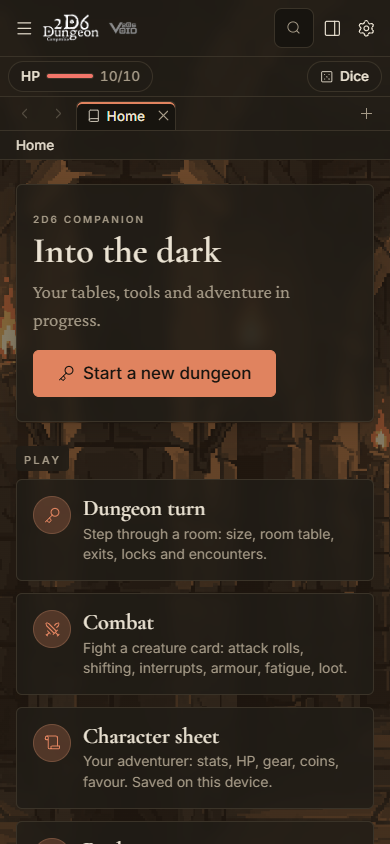 2D6
Dungeon
Companion
VOID
HP 10/10
Dice
Home
Home
2D6 COMPANION
Into the dark
Your tables, tools and adventure in
progress.
Start a new dungeon
PLAY
Dungeon turn
Step through a room: size, room table,
exits, locks and encounters.
Combat
Fight a creature card: attack rolls,
shifting, interrupts, armour, fatigue, loot.
Character sheet
Your adventurer: stats, HP, gear, coins,
favour. Saved on this device.